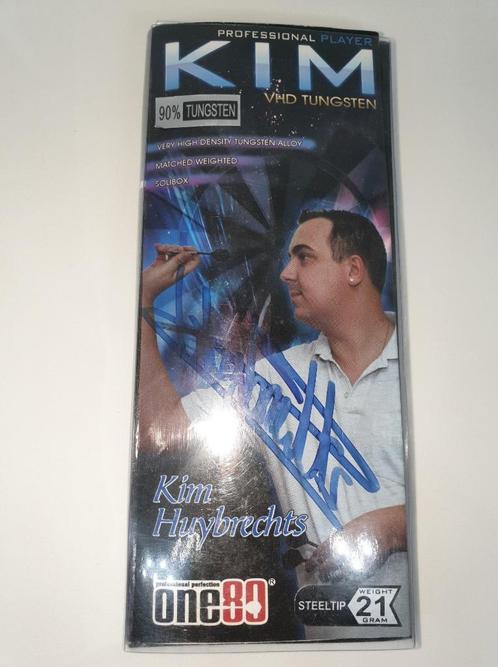 PROFESSIONAL PLAYER
KIM
VHD TUNGSTEN
90% TUNGSTEN
VERY HIGH DENSITY TUNGSTEN ALLOY
MATCHED WEIGHTED
SOLIBOX
Kim
Huybrechts
professional perfection
one80®
STEELTIP
WEIGHT
21
GRAM